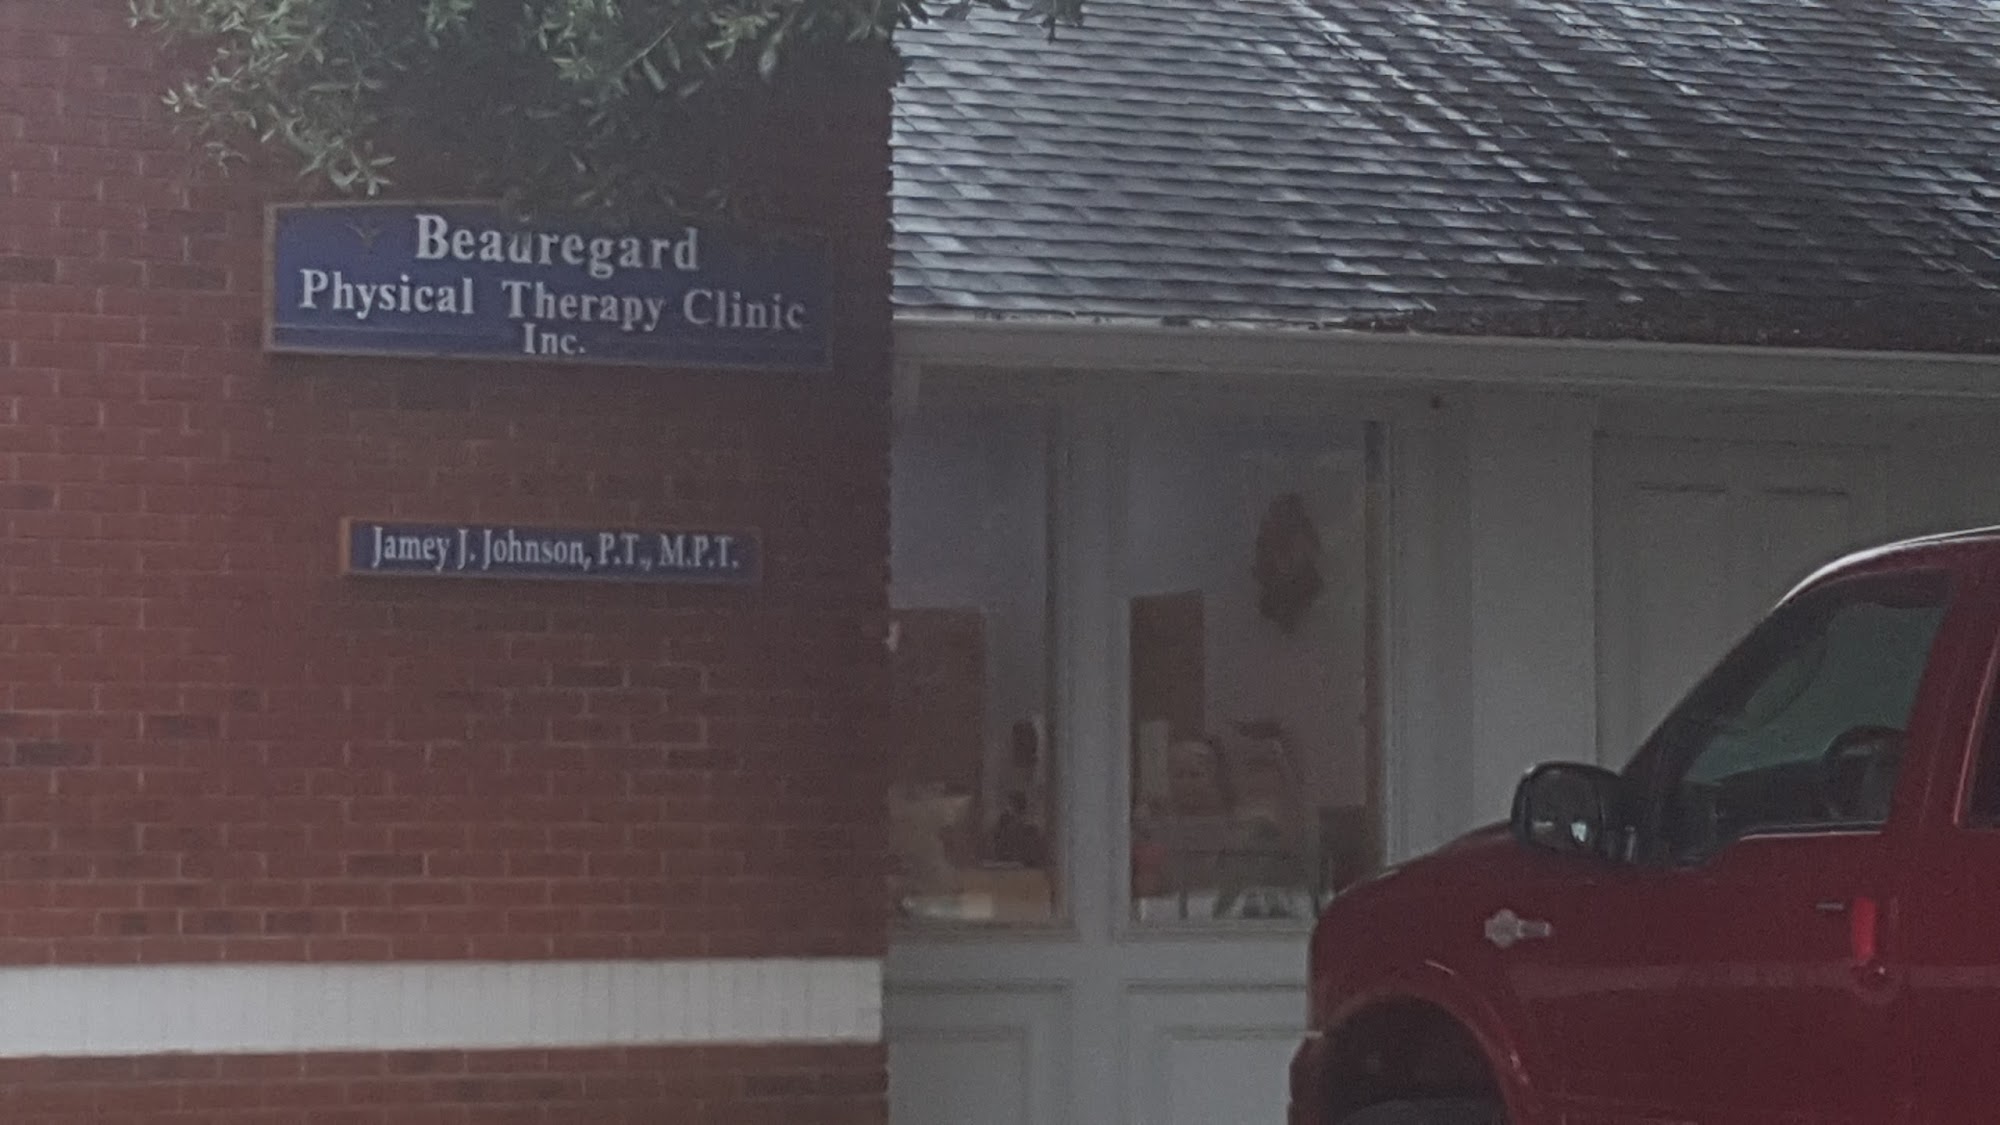 Beauregard
Physical Therapy Clinic
Inc.
Jamey J. Johnson, P.T., M.P.T.